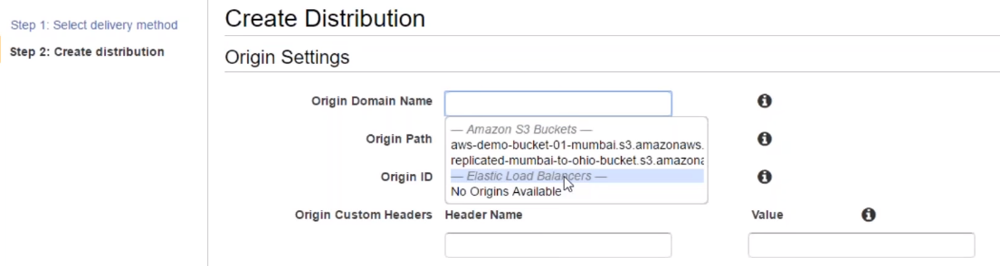 Step 1: Select delivery method
Step 2: Create distribution
Create Distribution
Origin Settings
Origin Domain Name
— Amazon S3 Buckets —
aws-demo-bucket-01-mumbai.s3.amazonaws.
replicated-mumbai-to-ohio-bucket.s3.amazona
— Elastic Load Balancers —
No Origins Available
Origin Path
Origin ID
Origin Custom Headers
Header Name
Value